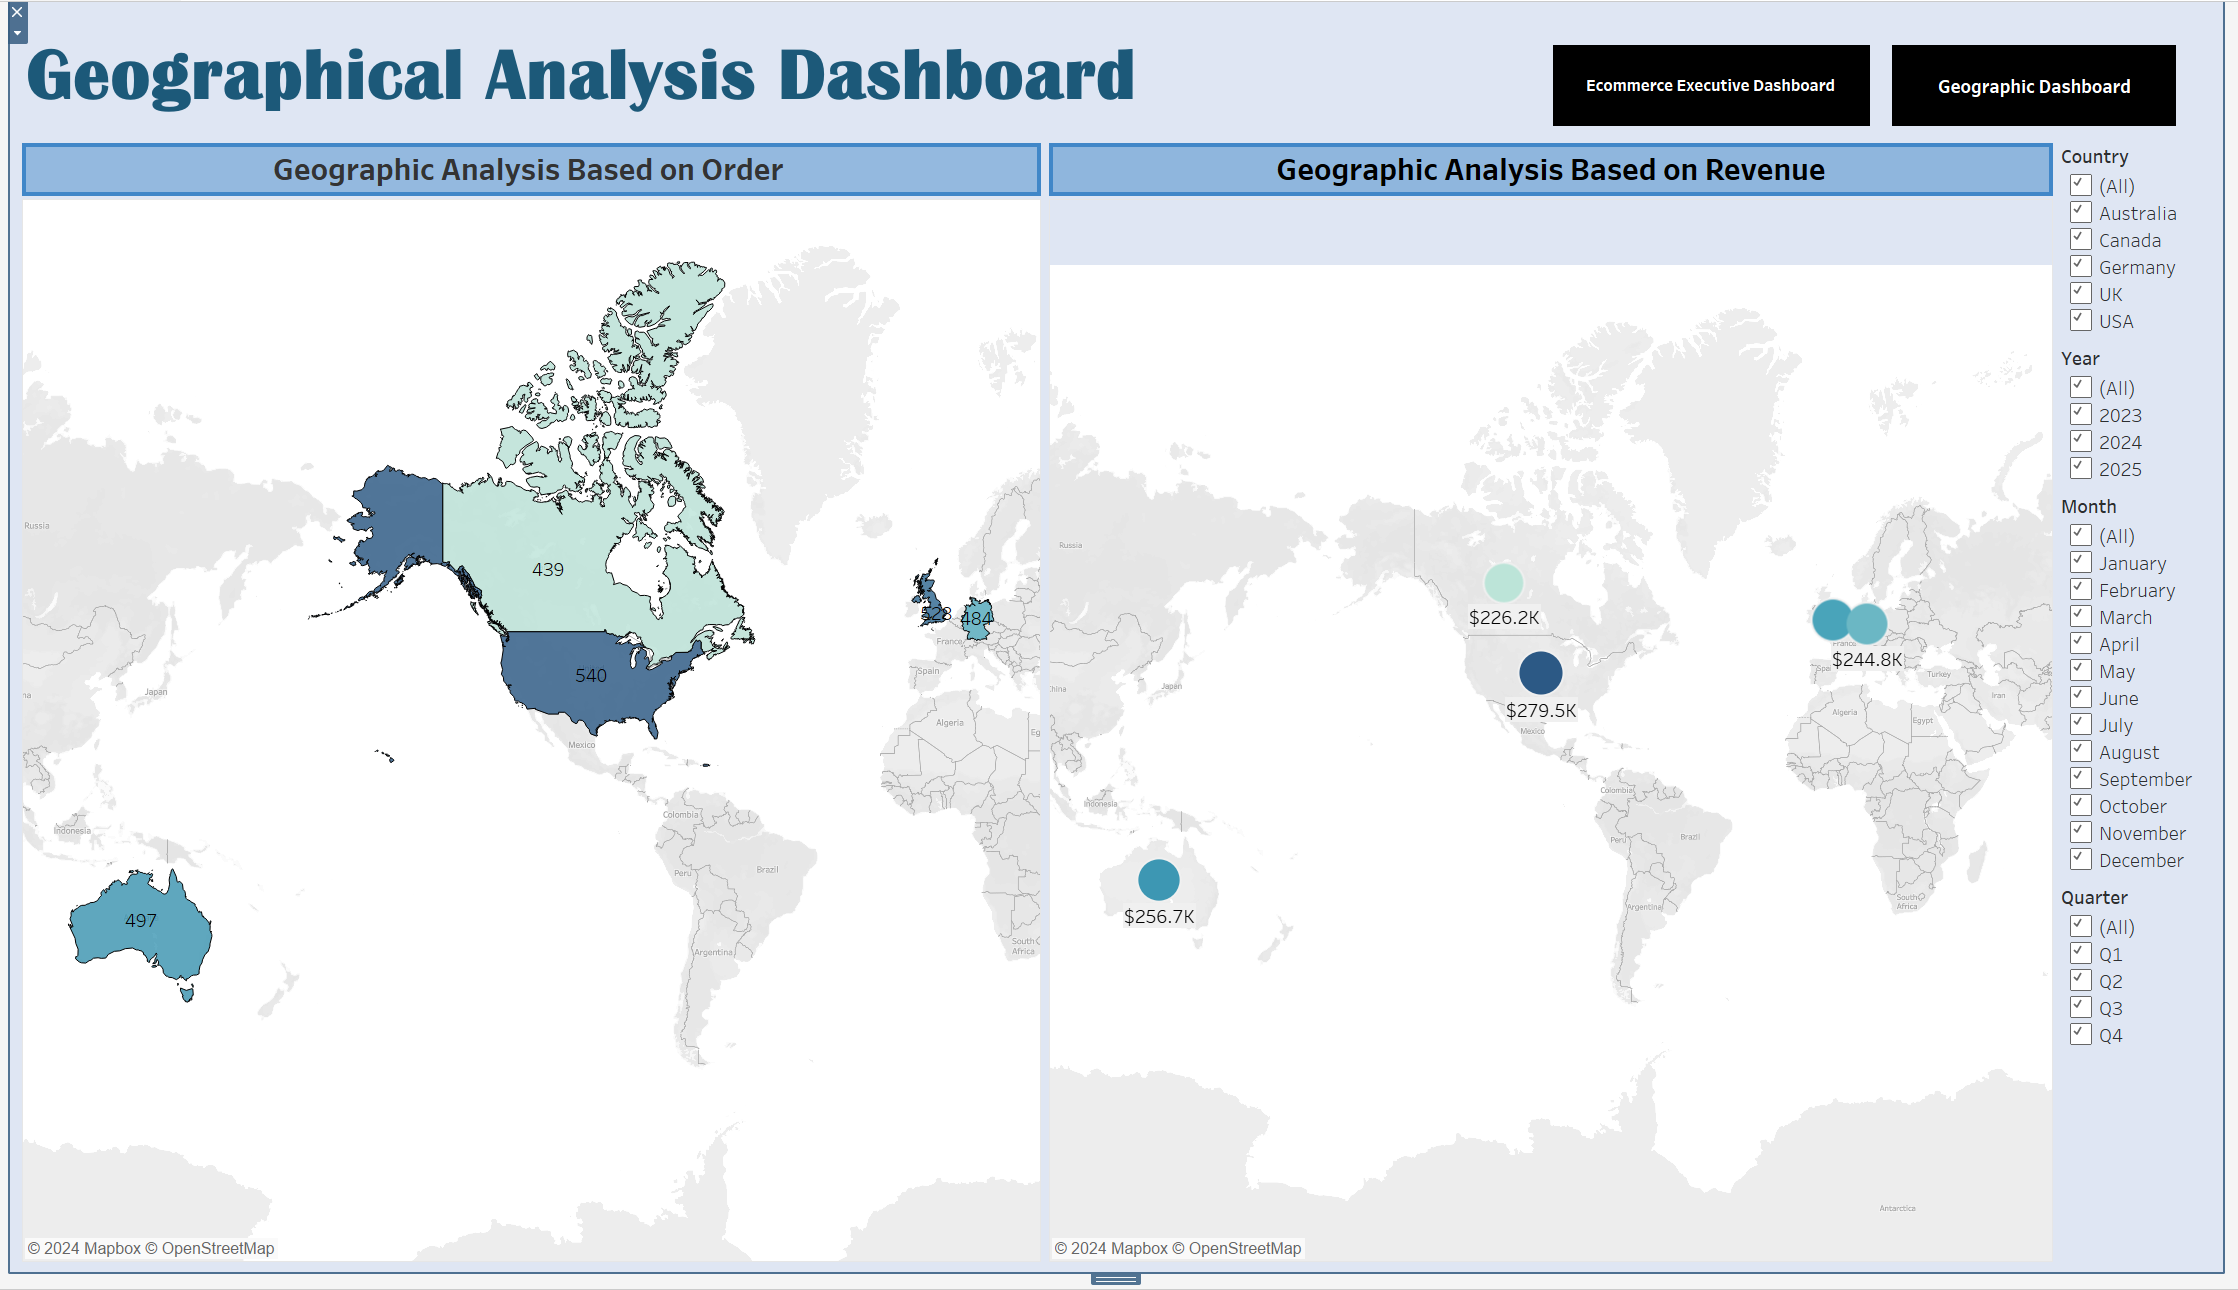 Geographical Analysis Dashboard
Ecommerce Executive Dashboard
Geographic Dashboard
Geographic Analysis Based on Order
Russia
Japan
Indonesia
497
439
540
Mexico
Colombia
Peru
Brazil
Argentina
528
484
France
Spain
Algeria
Eg
South
Africa
© 2024 Mapbox © OpenStreetMap
Geographic Analysis Based on Revenue
Russia
China
Japan
Indonesia
$256.7K
$226.2K
$279.5K
Mexico
Colombia
Peru
Brazil
Argentina
France
Spai
$244.8K
Turkey
Iran
Algeria
Egypt
South
Africa
Antarctica
© 2024 Mapbox © OpenStreetMap
Country
(All)
Australia
Canada
Germany
UK
USA
Year
(All)
2023
2024
2025
Month
(All)
January
February
March
April
May
June
July
August
September
October
November
December
Quarter
(All)
Q1
Q2
Q3
Q4